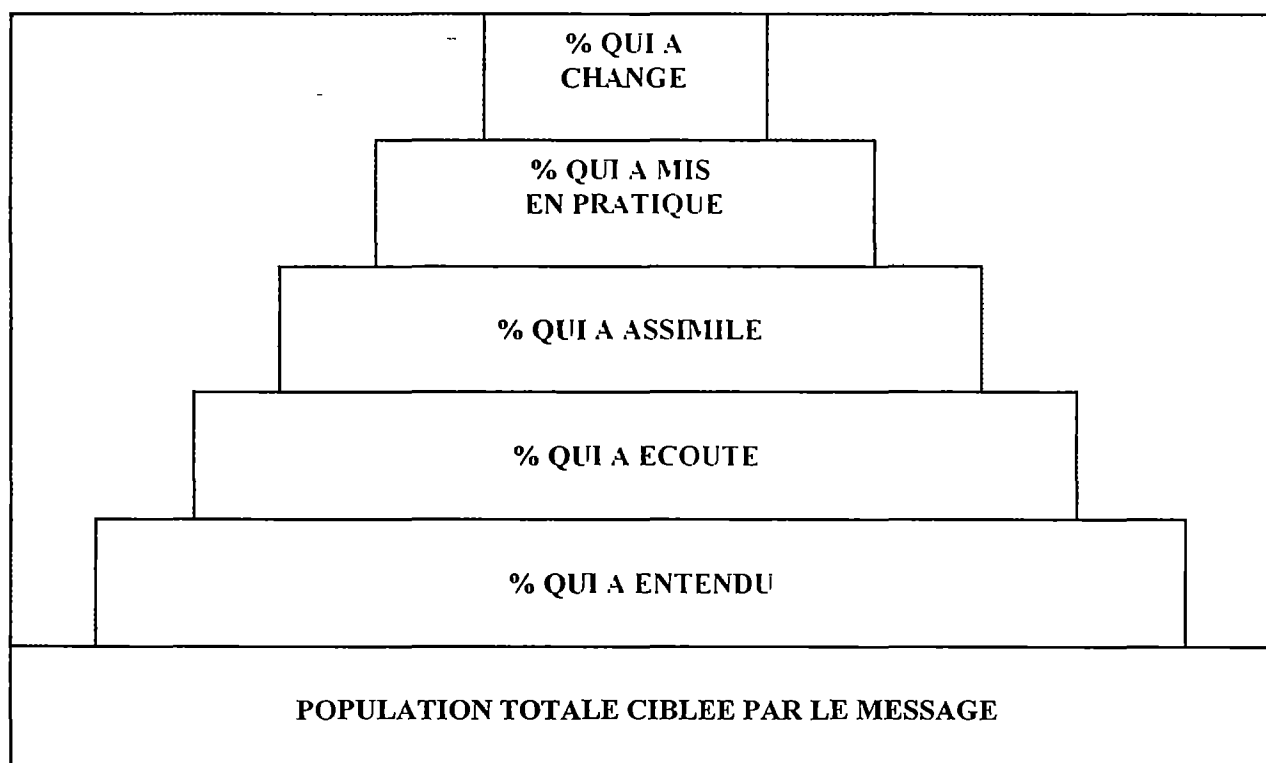 % QUI A
CHANGE
% QUI A MIS
EN PRATIQUE
% QUI A ASSIMILE
% QUI A ECOUTE
% QUI A ENTENDU
POPULATION TOTALE CIBLEE PAR LE MESSAGE